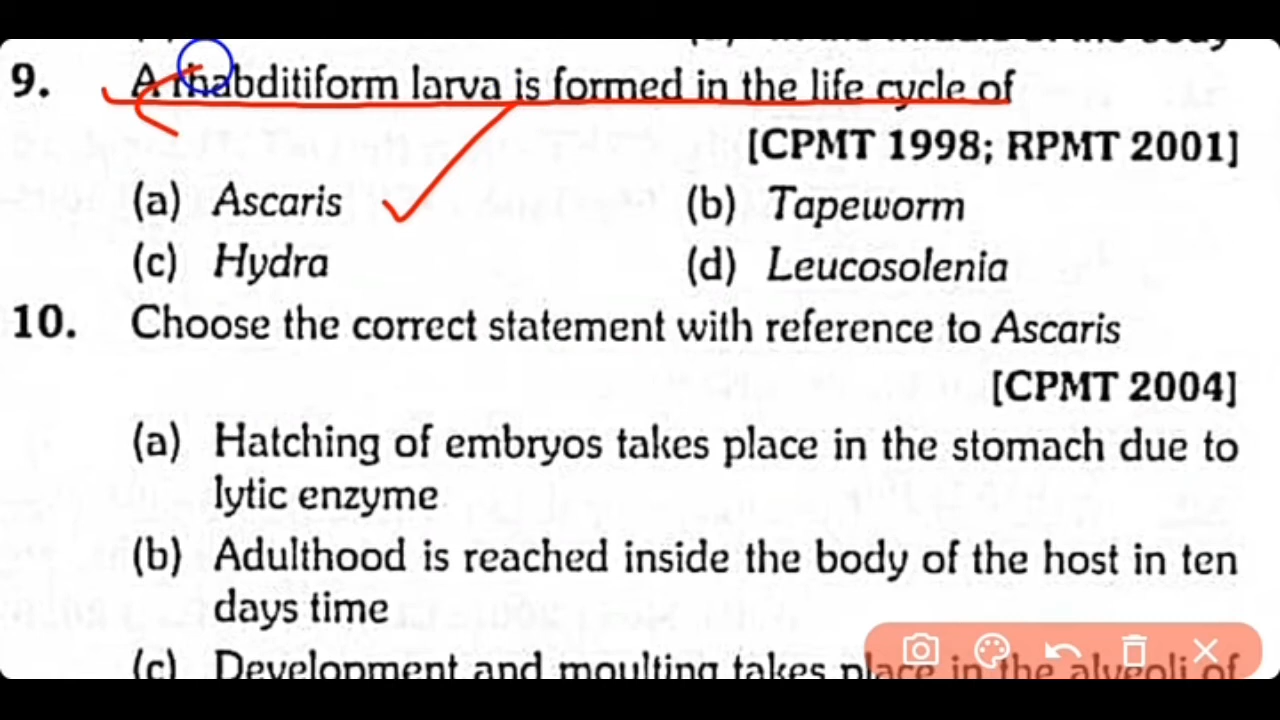 9. A rhabditiform larva is formed in the life cycle of
[CPMT 1998; RPMT 2001]
(a) Ascaris (b) Tapeworm
(c) Hydra (d) Leucosolenia
10. Choose the correct statement with reference to Ascaris
[CPMT 2004]
(a) Hatching of embryos takes place in the stomach due to
lytic enzyme
(b) Adulthood is reached inside the body of the host in ten
days time
(c) Development and moulting takes place in the alveoli of